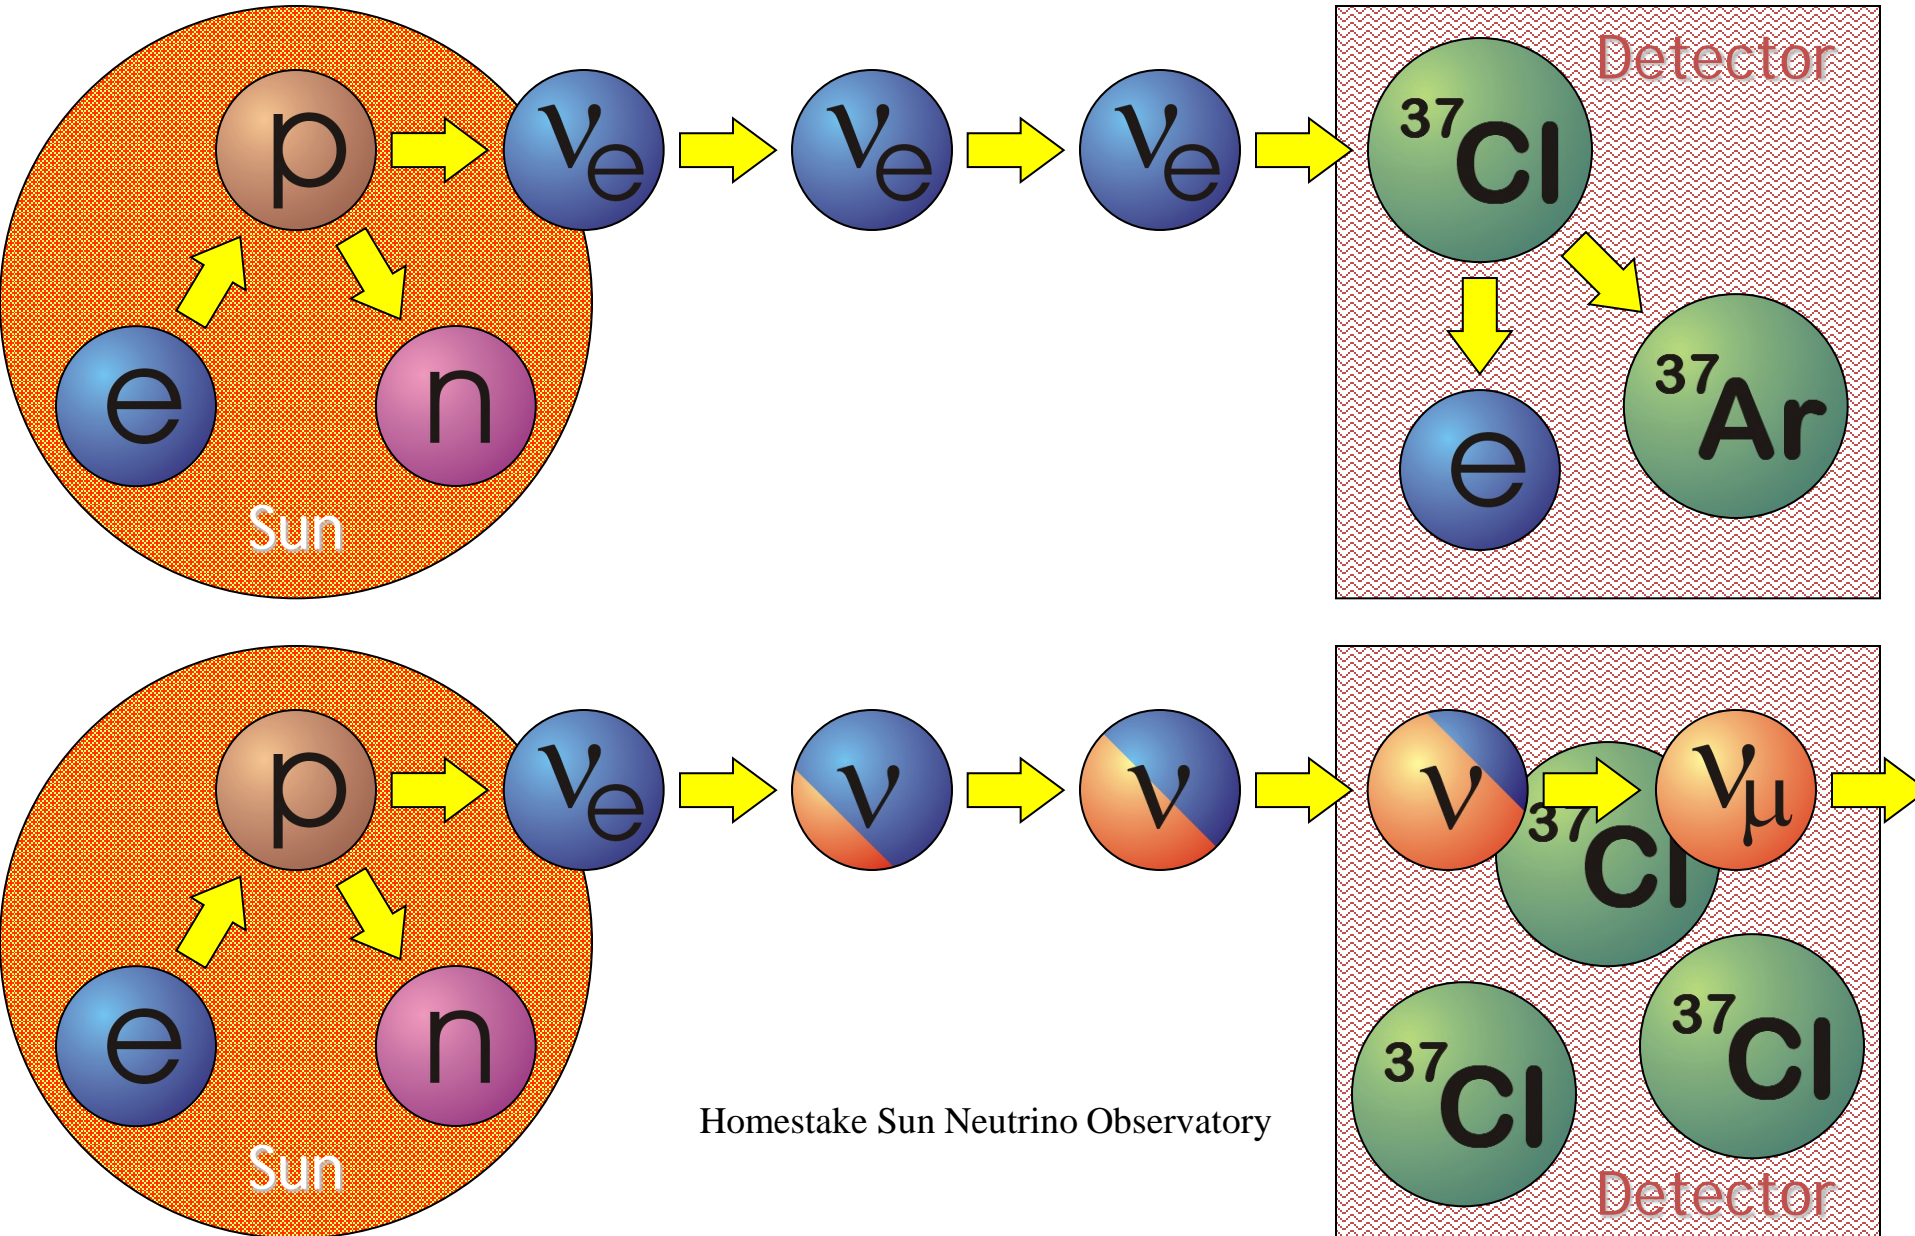 Detector
p
νe
νe
νe
37Cl
e
n
37Ar
e
Sun
p
νe
ν
ν
ν
νμ
37Cl
e
n
37Cl
37Cl
Homestake Sun Neutrino Observatory
Sun
Detector